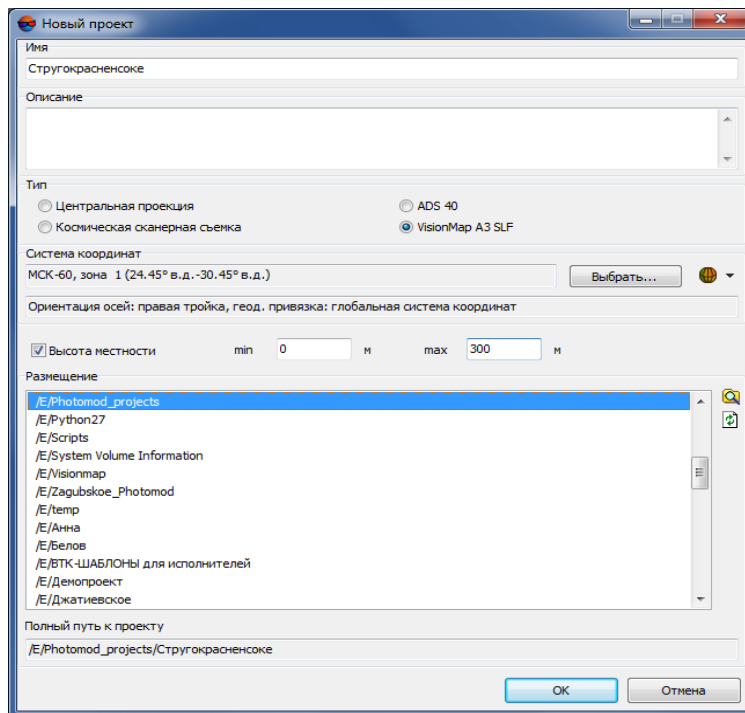 Новый проект
Имя
Стругокрасненсоке
Описание
Тип
Центральная проекция
ADS 40
Космическая сканерная съемка
VisionMap A3 SLF
Система координат
МСК-60, зона 1 (24.45° в.д.-30.45° в.д.)
Выбрать...
Ориентация осей: правая тройка, геод. привязка: глобальная система координат
Высота местности min 0 м max 300 м
Размещение
/E/Photomod_projects
/E/Python27
/E/Scripts
/E/System Volume Information
/E/Visionmap
/E/Zagubskoe_Photomod
/E/temp
/E/Анна
/E/Белов
/E/ВТК-ШАБЛОНЫ для исполнителей
/E/Демопроект
/E/Джатиевское
Полный путь к проекту
/E/Photomod_projects/Стругокрасненсоке
OK Отмена